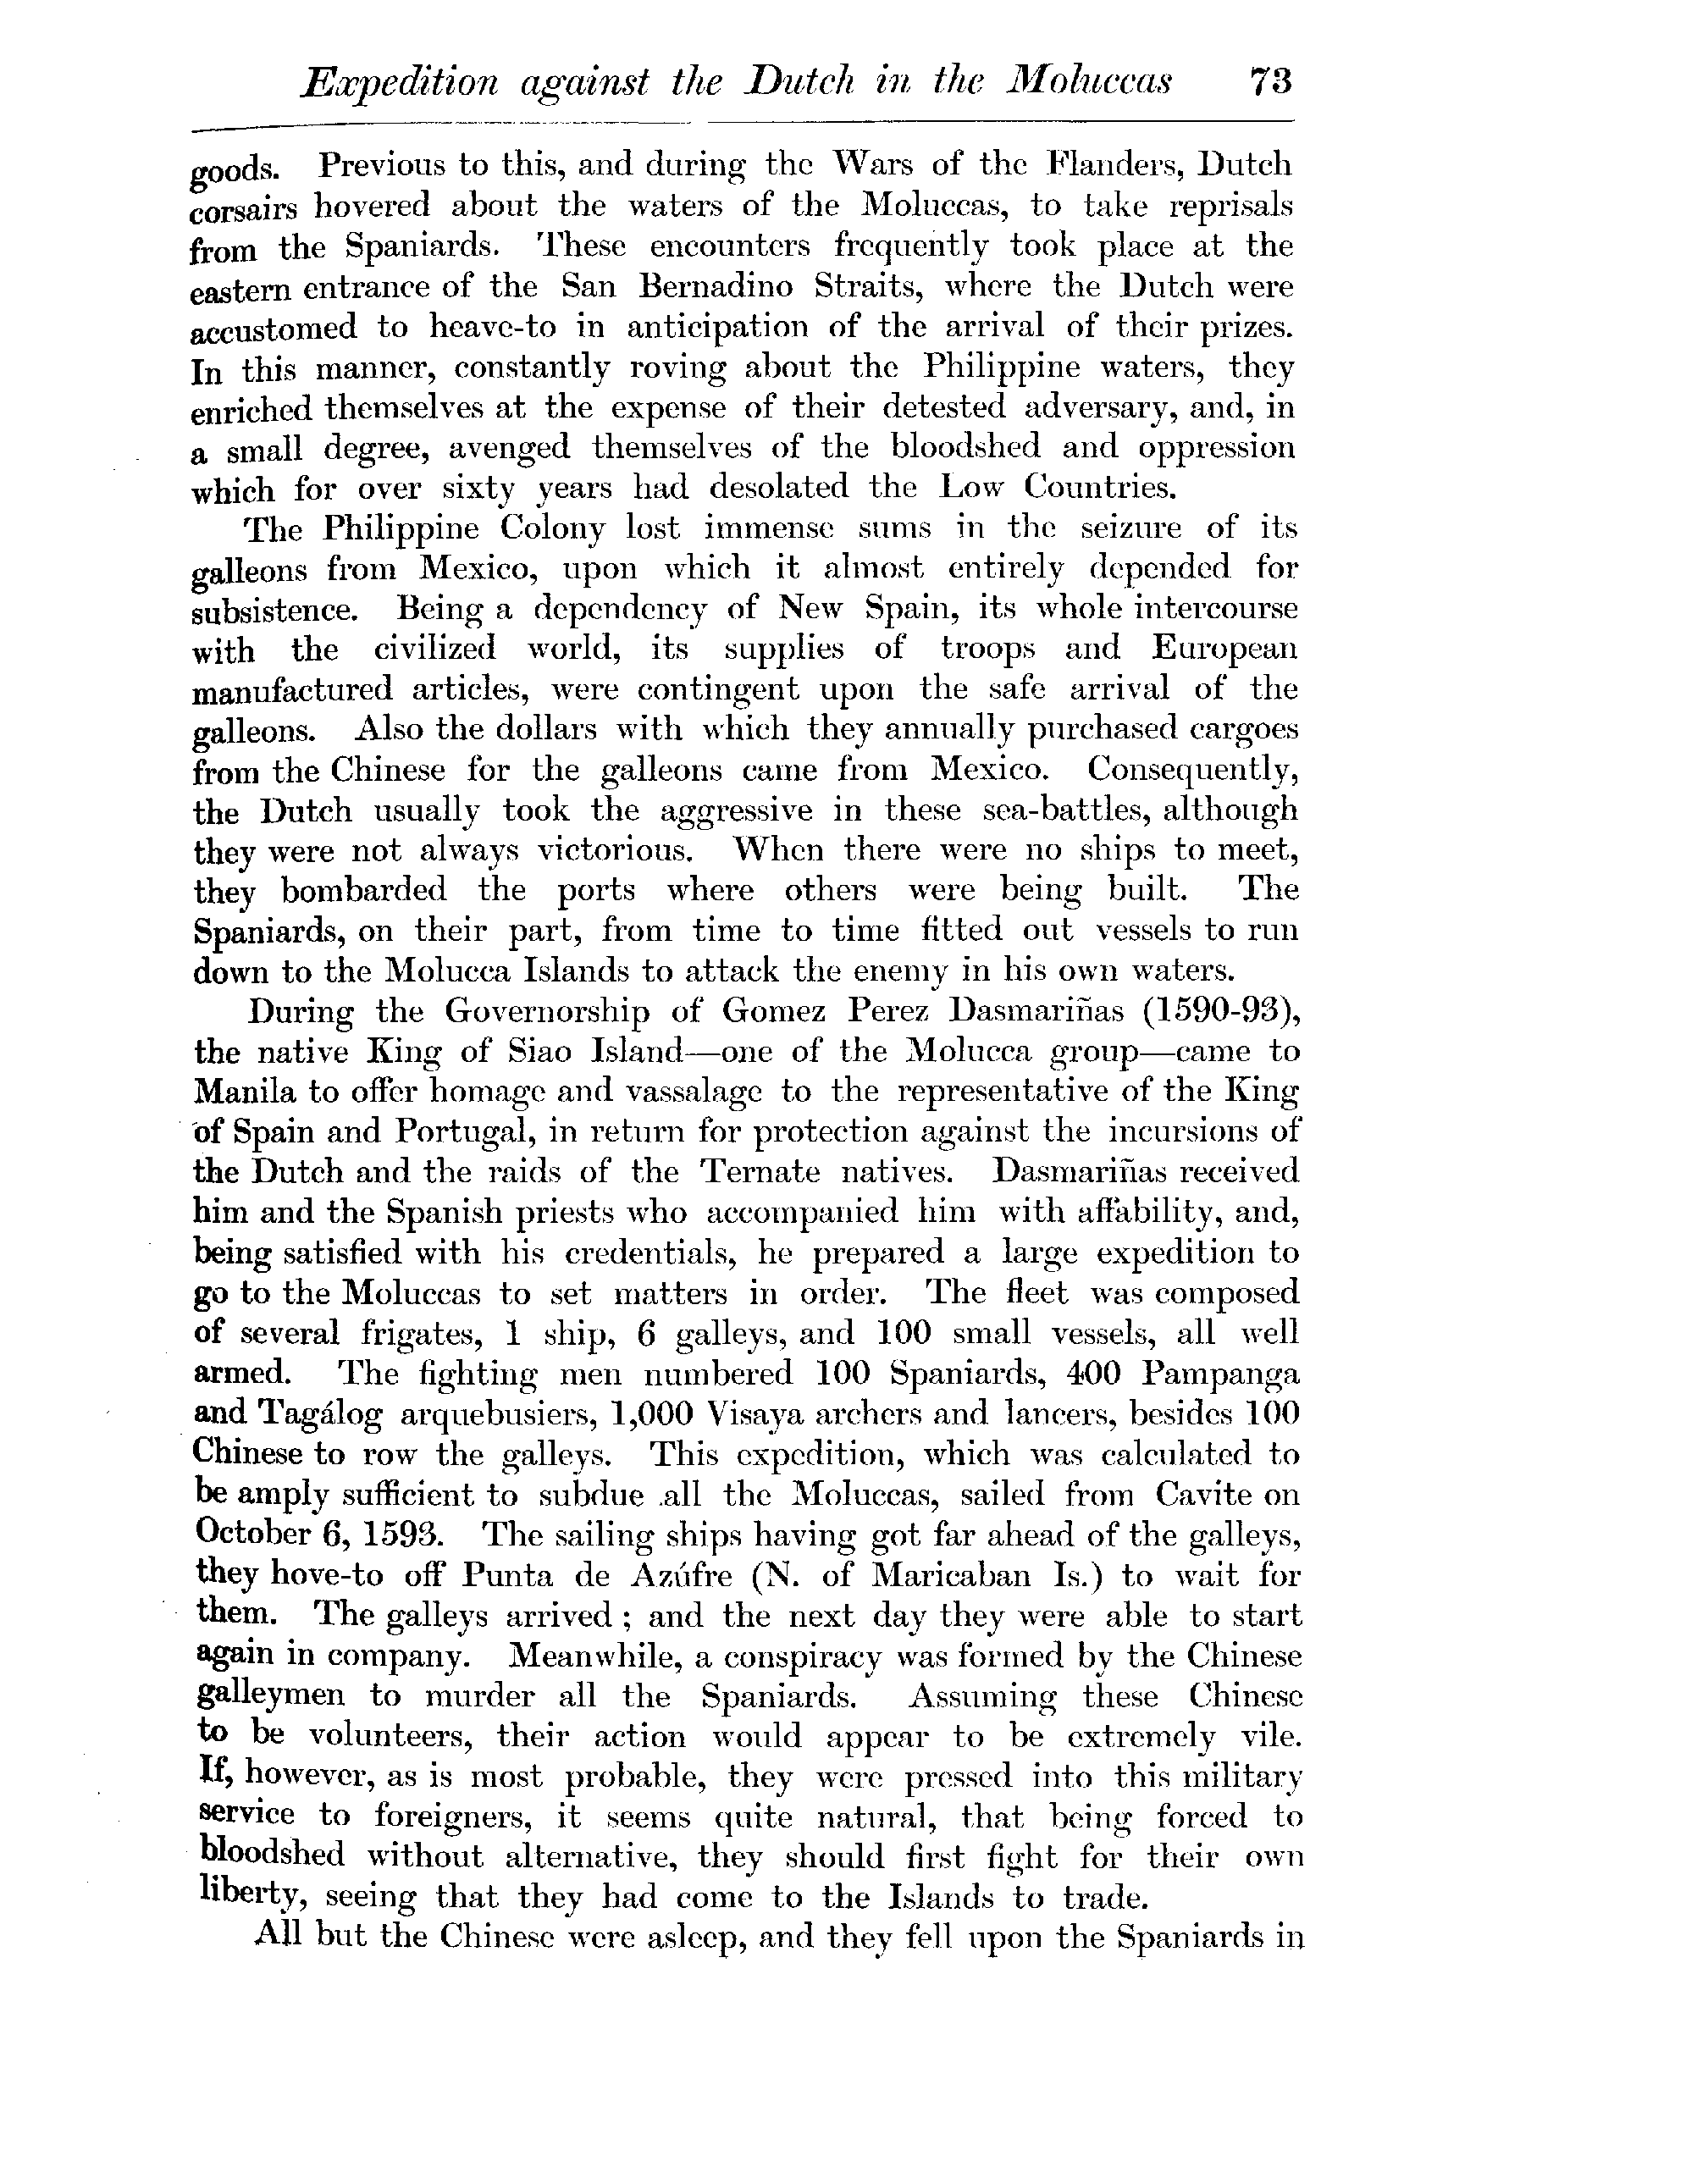 Expedition against the Dutch in the Moluccas 73
goods. Previous to this, and during the Wars of the Flanders, Dutch
corsairs hovered about the waters of the Moluccas, to take reprisals
from the Spaniards. These encounters frequently took place at the
eastern entrance of the San Bernadino Straits, where the Dutch were
accustomed to heave-to in anticipation of the arrival of their prizes.
In this manner, constantly roving about the Philippine waters, they
enriched themselves at the expense of their detested adversary, and, in
a small degree, avenged themselves of the bloodshed and oppression
which for over sixty years had desolated the Low Countries.
The Philippine Colony lost immense sums in the seizure of its
galleons from Mexico, upon which it almost entirely depended for
subsistence. Being a dependency of New Spain, its whole intercourse
with the civilized world, its supplies of troops and European
manufactured articles, were contingent upon the safe arrival of the
galleons. Also the dollars with which they annually purchased cargoes
from the Chinese for the galleons came from Mexico. Consequently,
the Dutch usually took the aggressive in these sea-battles, although
they were not always victorious. When there were no ships to meet,
they bombarded the ports where others were being built. The
Spaniards, on their part, from time to time fitted out vessels to run
down to the Molucca Islands to attack the enemy in his own waters.
During the Governorship of Gomez Perez Dasmariñas (1590-93),
the native King of Siao Island—one of the Molucca group—came to
Manila to offer homage and vassalage to the representative of the King
of Spain and Portugal, in return for protection against the incursions of
the Dutch and the raids of the Ternate natives. Dasmariñas received
him and the Spanish priests who accompanied him with affability, and,
being satisfied with his credentials, he prepared a large expedition to
go to the Moluccas to set matters in order. The fleet was composed
of several frigates, 1 ship, 6 galleys, and 100 small vessels, all well
armed. The fighting men numbered 100 Spaniards, 400 Pampanga
and Tagálog arquebusiers, 1,000 Visaya archers and lancers, besides 100
Chinese to row the galleys. This expedition, which was calculated to
be amply sufficient to subdue all the Moluccas, sailed from Cavite on
October 6, 1593. The sailing ships having got far ahead of the galleys,
they hove-to off Punta de Azúfre (N. of Maricaban Is.) to wait for
them. The galleys arrived; and the next day they were able to start
again in company. Meanwhile, a conspiracy was formed by the Chinese
galleymen to murder all the Spaniards. Assuming these Chinese
to be volunteers, their action would appear to be extremely vile.
If, however, as is most probable, they were pressed into this military
service to foreigners, it seems quite natural, that being forced to
bloodshed without alternative, they should first fight for their own
liberty, seeing that they had come to the Islands to trade.
All but the Chinese were asleep, and they fell upon the Spaniards in